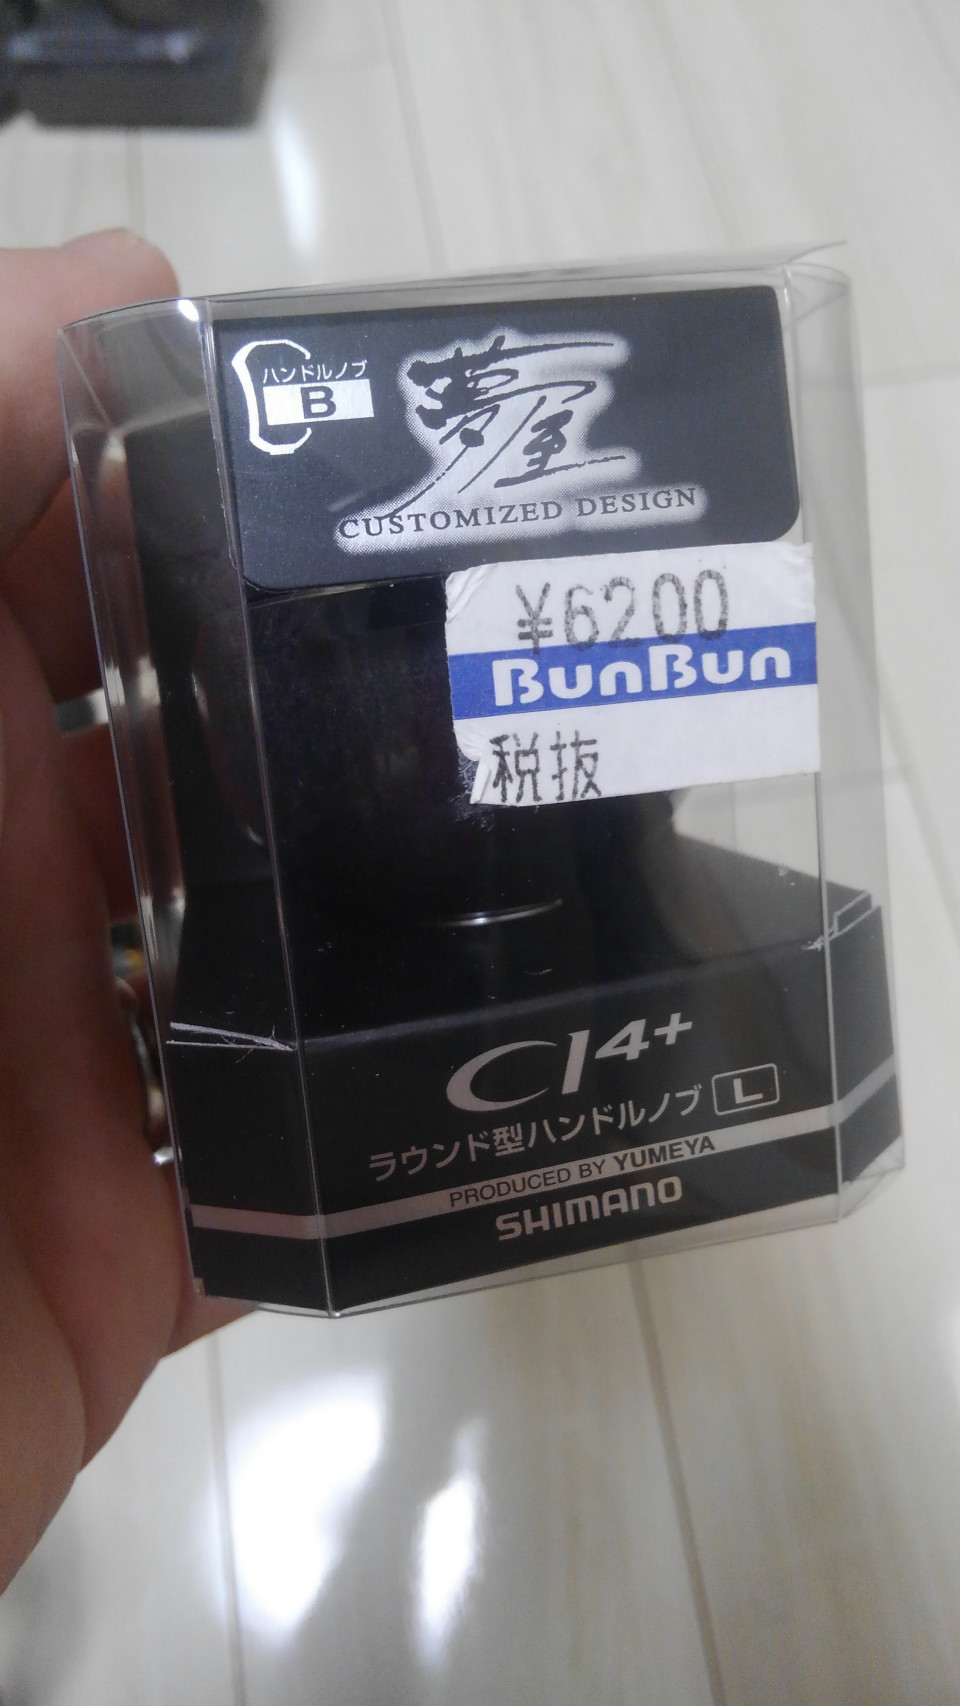 ハンドルノブ
B
夢屋
CUSTOMIZED DESIGN
¥6200
BunBun
税抜
CI4+
ラウンド型ハンドルノブ L
PRODUCED BY YUMEYA
SHIMANO